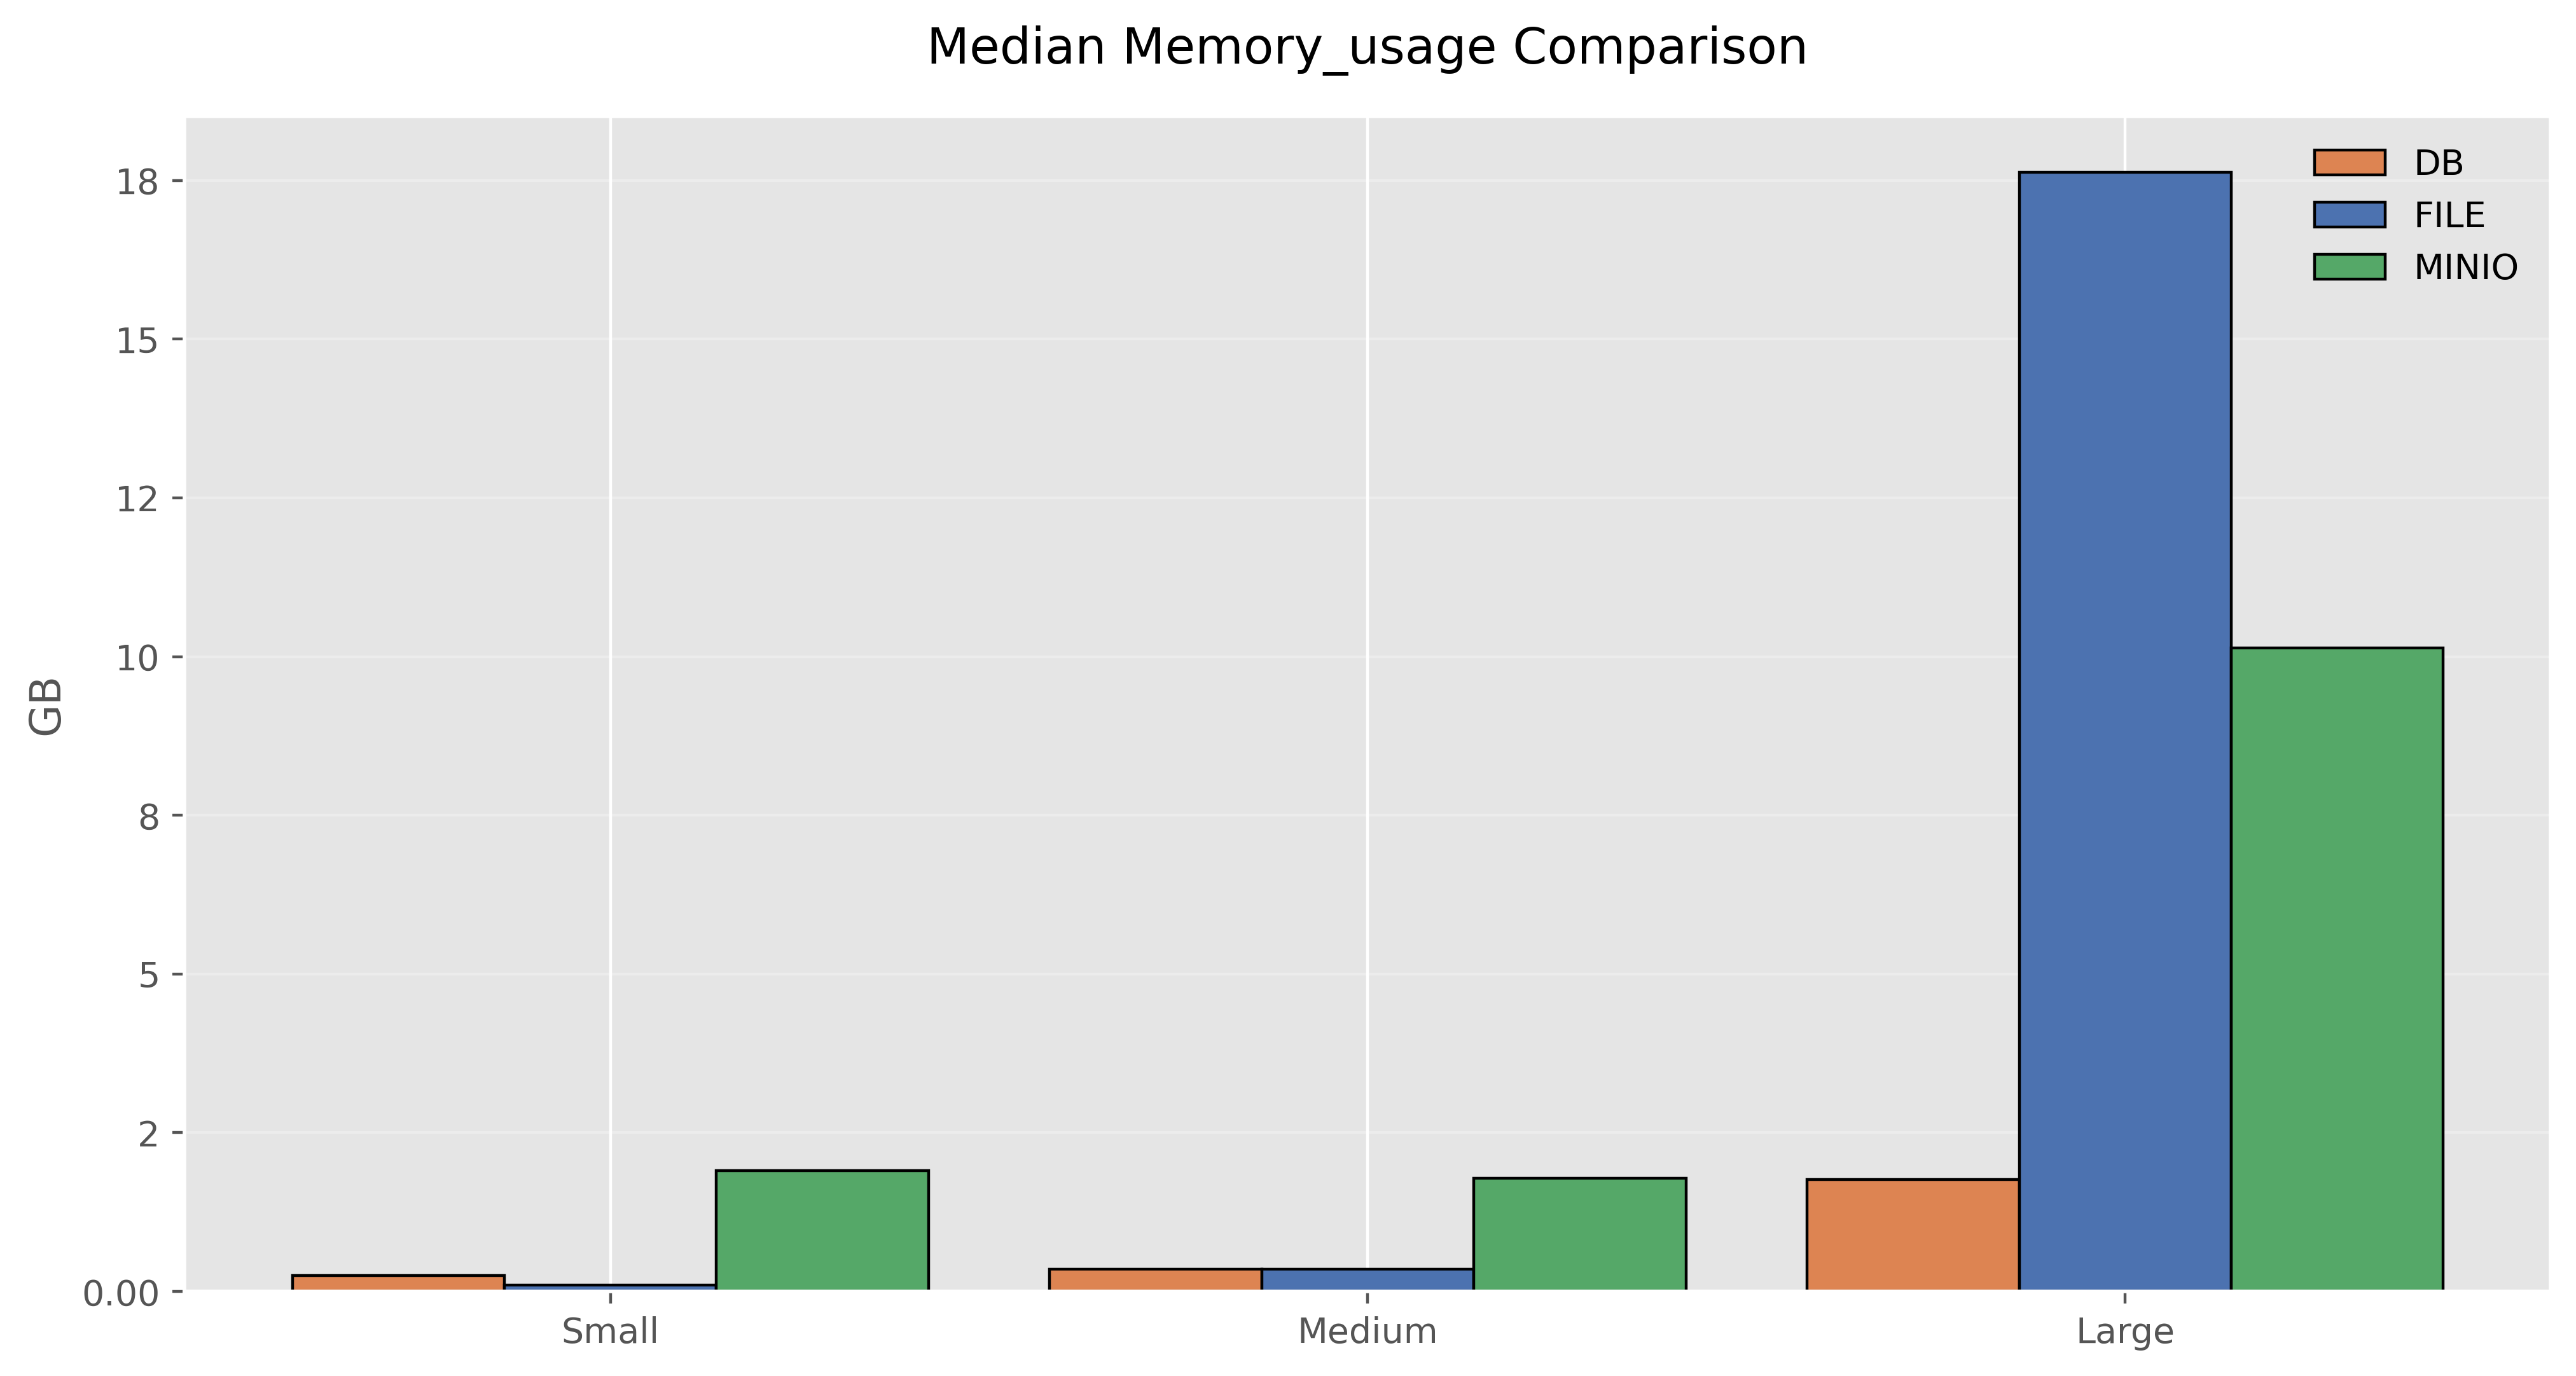 Median Memory_usage Comparison
DB
FILE
MINIO
18
15
12
10
8
5
2
0.00
GB
Small
Medium
Large